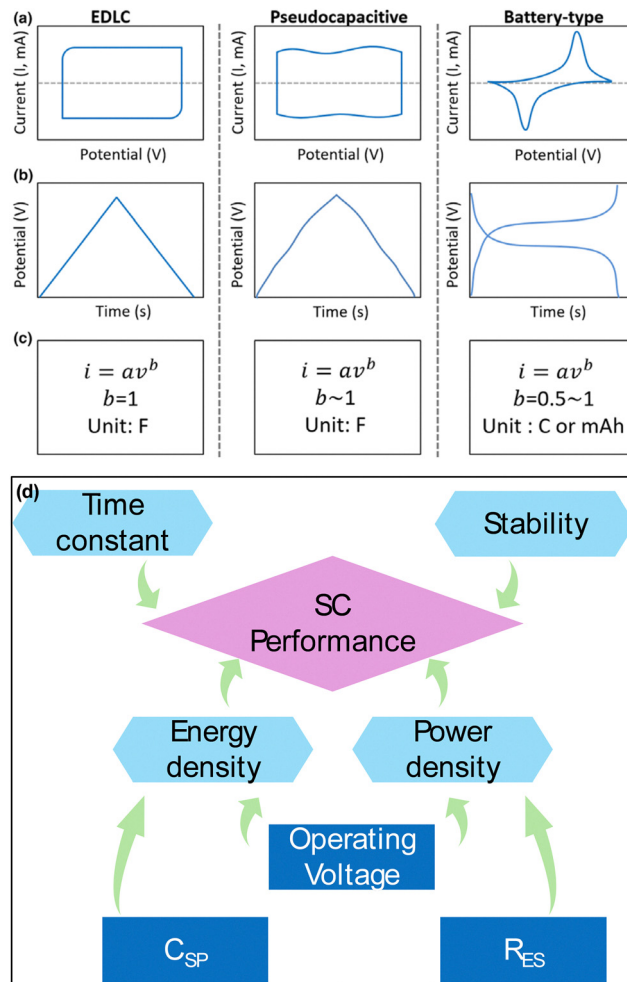 (a) EDLC Pseudocapacitive Battery-type
Current (I, mA) Current (I, mA) Current (I, mA)
Potential (V) Potential (V) Potential (V)
(b)
Potential (V) Potential (V) Potential (V)
Time (s) Time (s) Time (s)
(c)
i = av^b i = av^b i = av^b
b=1 b~1 b=0.5~1
Unit: F Unit: F Unit : C or mAh
(d)
Time
constant
Stability
SC
Performance
Energy
density
Power
density
Operating
Voltage
C_SP
R_ES